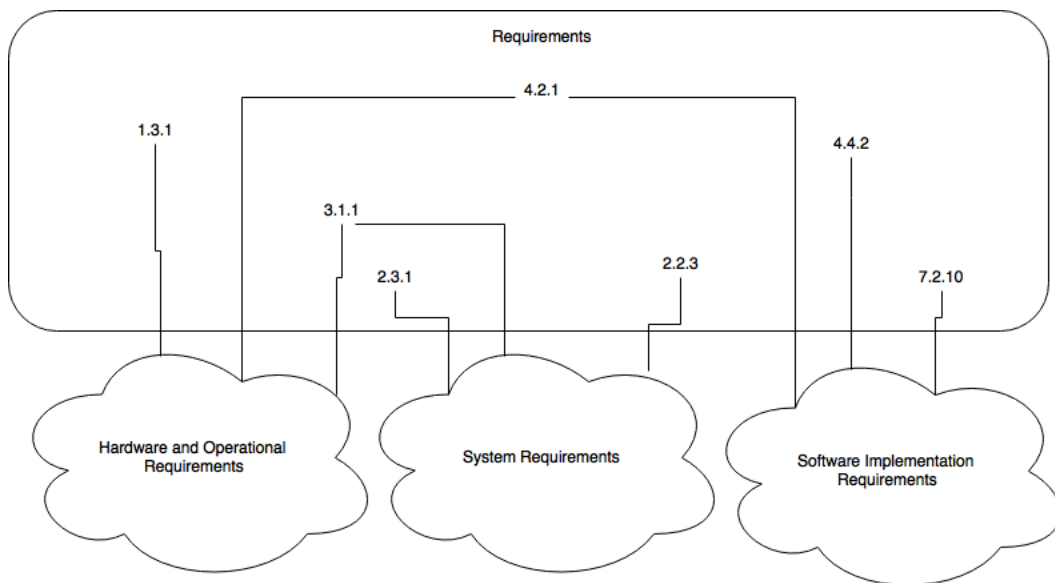 Requirements
4.2.1
1.3.1
4.4.2
3.1.1
2.3.1
2.2.3
7.2.10
Hardware and Operational
Requirements
System Requirements
Software Implementation
Requirements